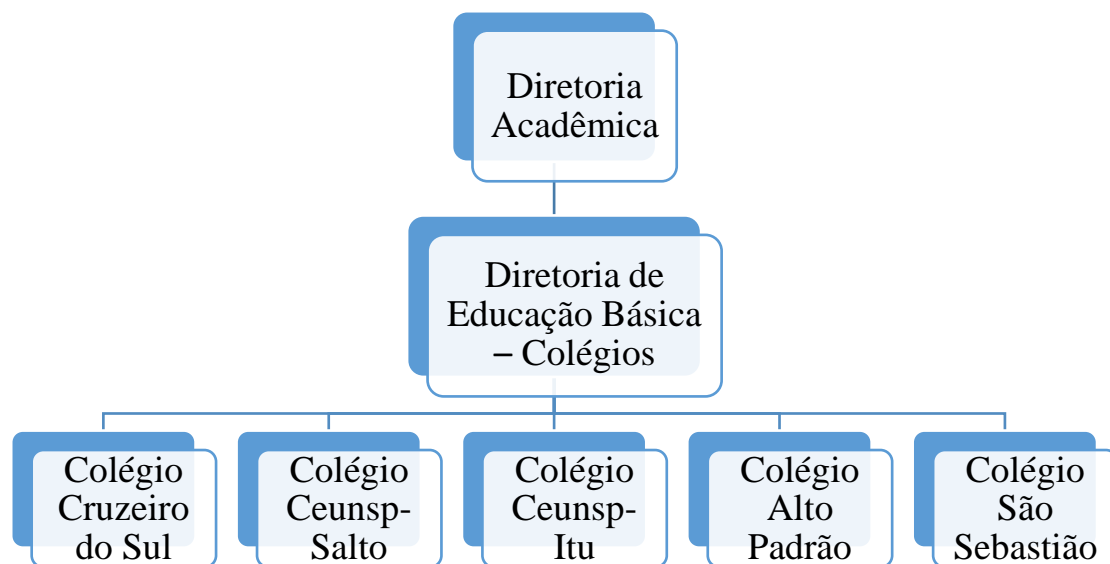 Diretoria
Acadêmica
Diretoria de
Educação Básica
– Colégios
Colégio
Cruzeiro
do Sul
Colégio
Ceunsp-
Salto
Colégio
Ceunsp-
Itu
Colégio
Alto
Padrão
Colégio
São
Sebastião